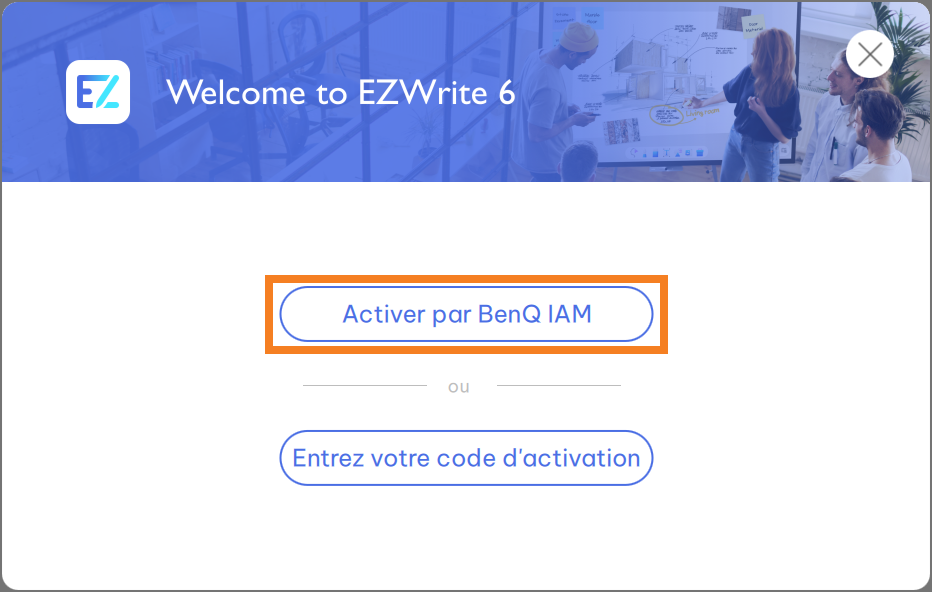 EZ
Welcome to EZWrite 6
Activer par BenQ IAM
ou
Entrez votre code d'activation